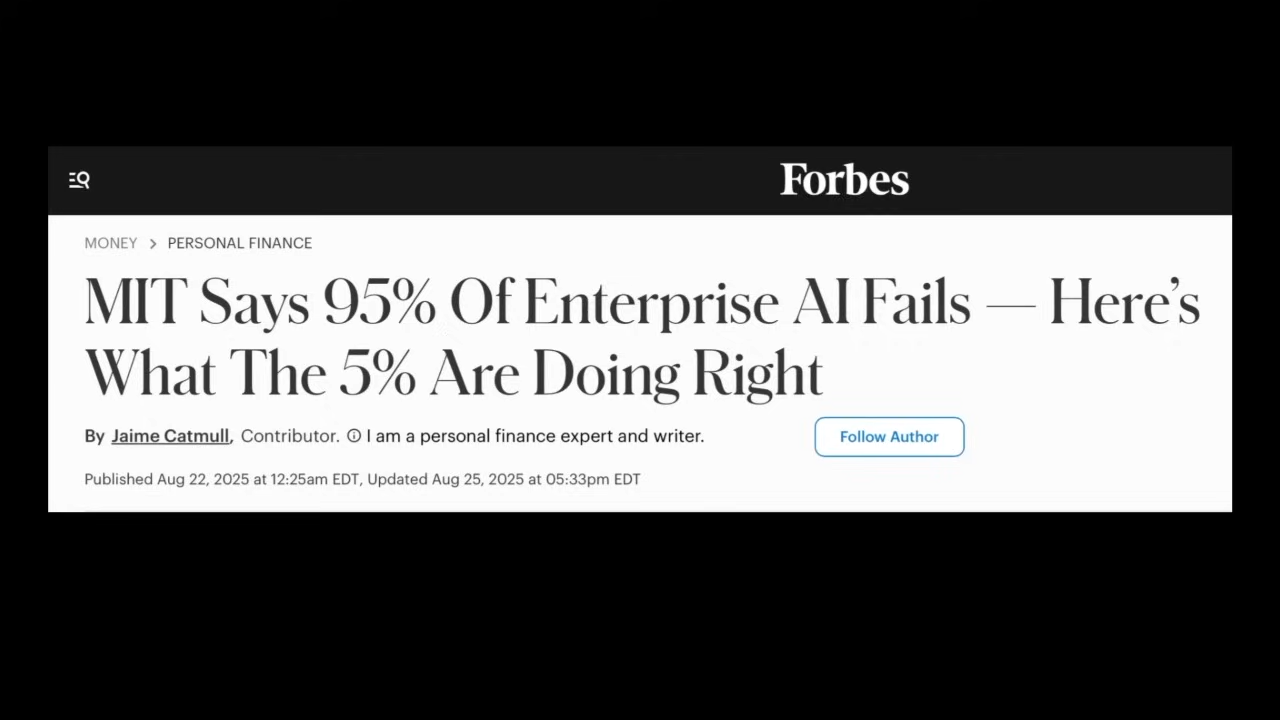 Forbes
MONEY > PERSONAL FINANCE
MIT Says 95% Of Enterprise AI Fails — Here’s
What The 5% Are Doing Right
By Jaime Catmull, Contributor. ⓘ I am a personal finance expert and writer.
Follow Author
Published Aug 22, 2025 at 12:25am EDT, Updated Aug 25, 2025 at 05:33pm EDT